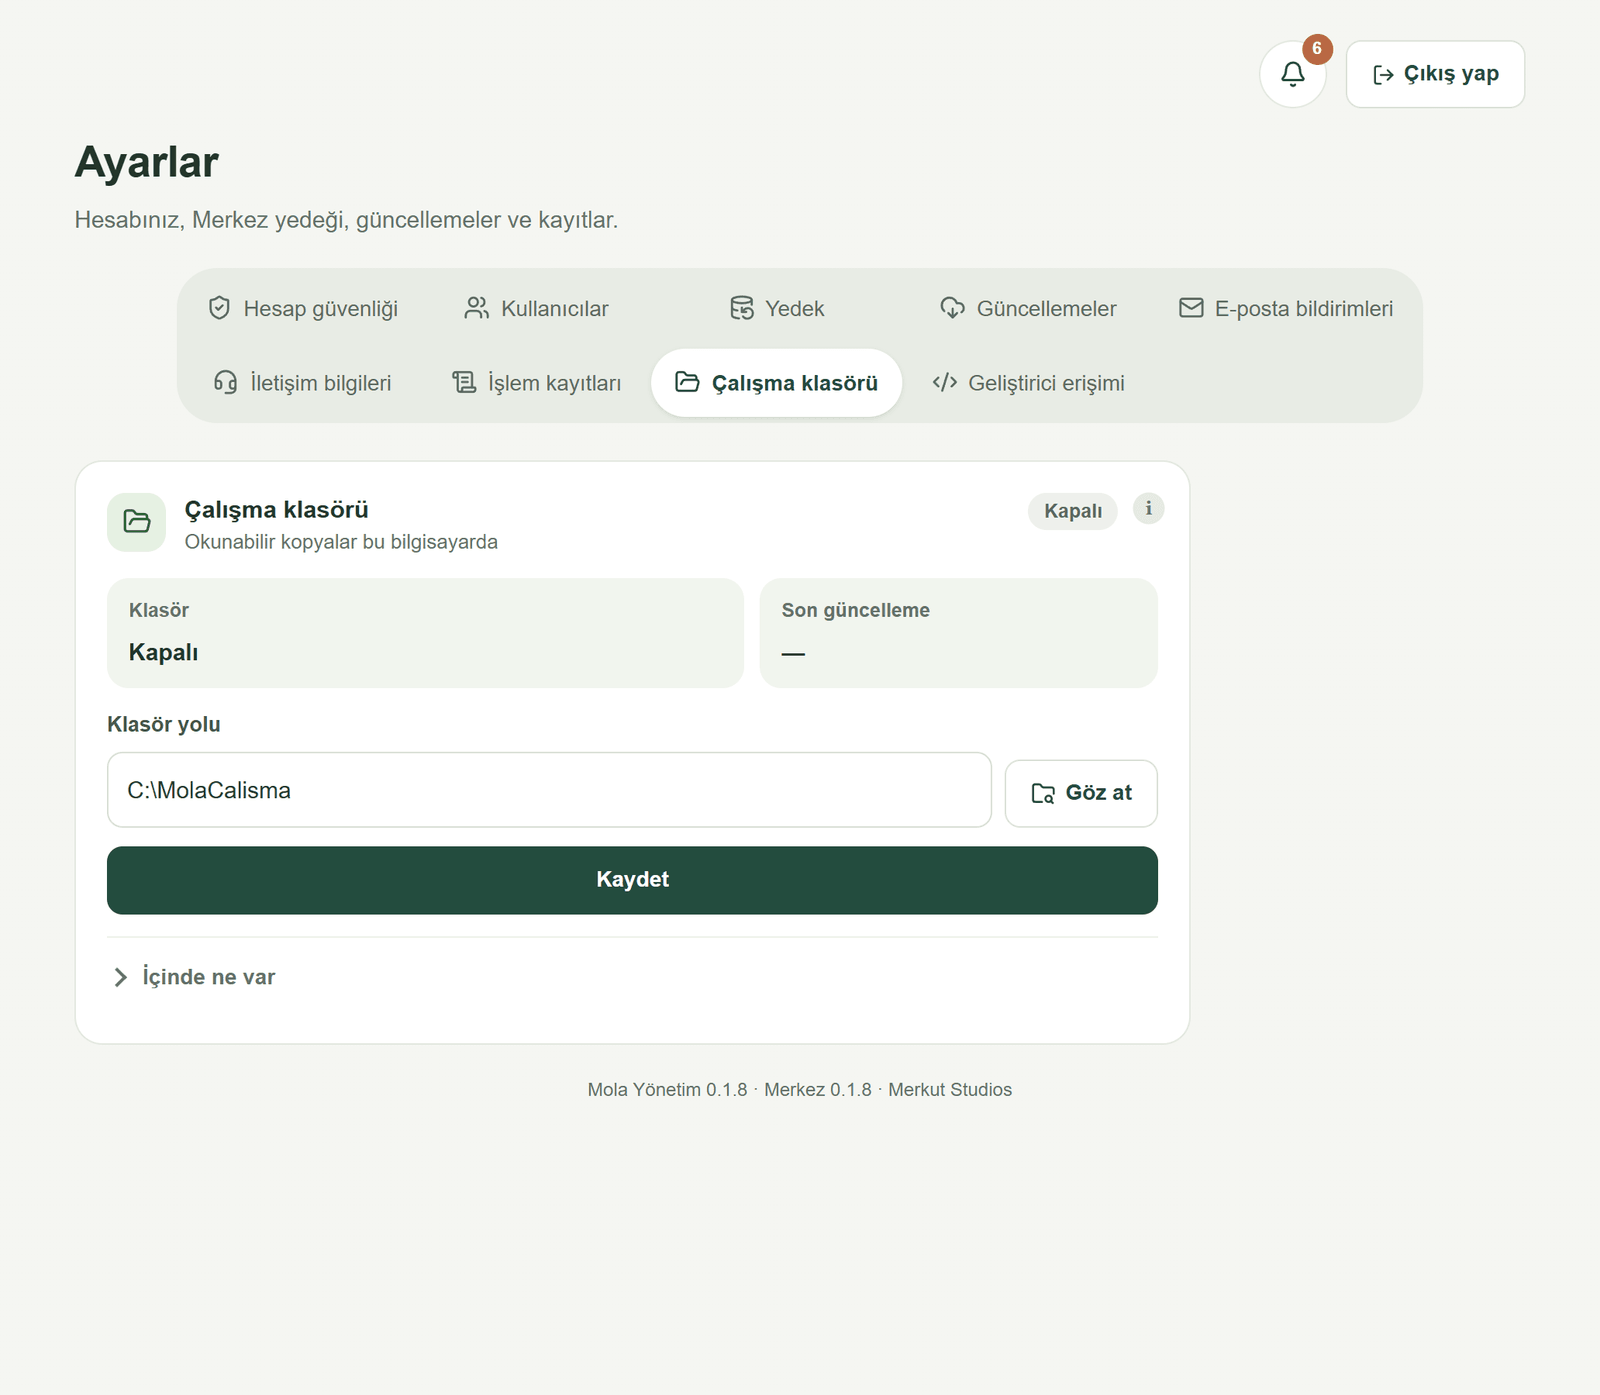 6
Çıkış yap
Ayarlar
Hesabınız, Merkez yedeği, güncellemeler ve kayıtlar.
Hesap güvenliği
Kullanıcılar
Yedek
Güncellemeler
E-posta bildirimleri
İletişim bilgileri
İşlem kayıtları
Çalışma klasörü
Geliştirici erişimi
Çalışma klasörü
Kapalı
i
Okunabilir kopyalar bu bilgisayarda
Klasör
Kapalı
Son güncelleme
—
Klasör yolu
C:\MolaCalisma
Göz at
Kaydet
İçinde ne var
Mola Yönetim 0.1.8 · Merkez 0.1.8 · Merkut Studios